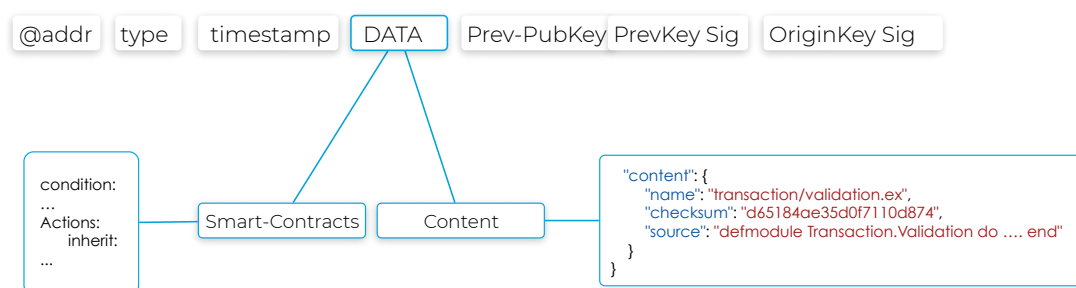 @addr type timestamp DATA Prev-PubKey PrevKey Sig OriginKey Sig
condition:
...
Actions:
inherit:
...
Smart-Contracts
Content
"content": {
"name": "transaction/validation.ex",
"checksum": "d65184ae35d0f7110d874",
"source": "defmodule Transaction.Validation do .... end"
}
}